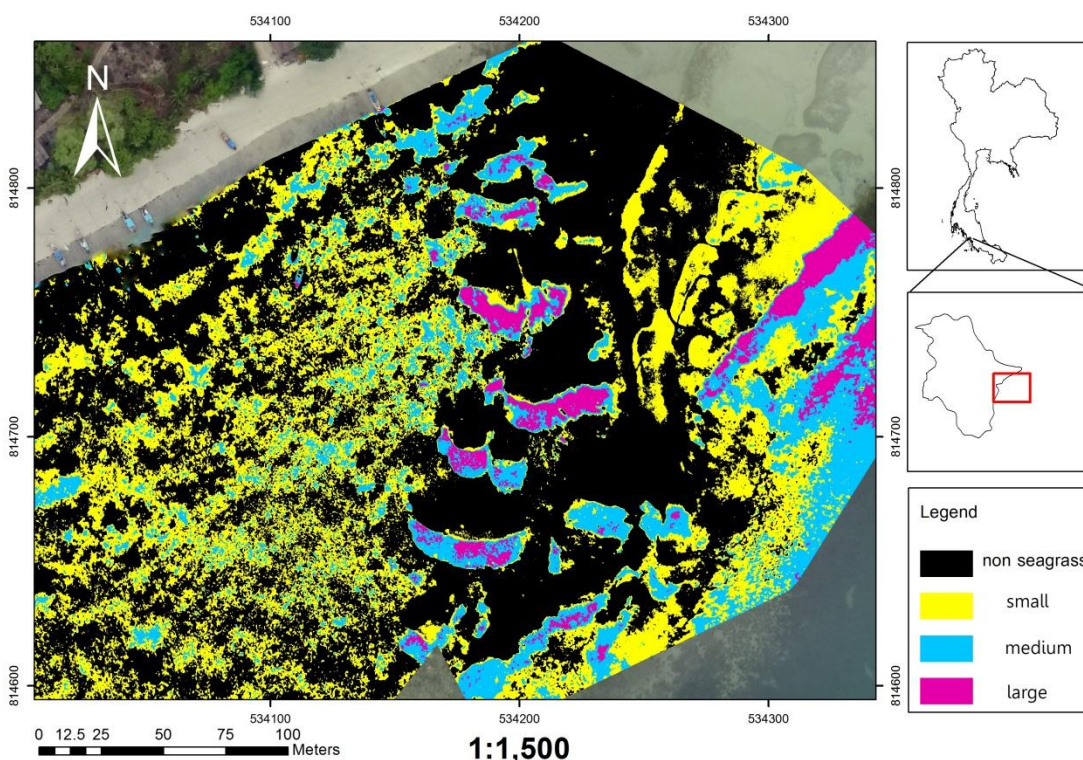 534100 534200 534300
N
814800 814800
814700 814700
814600 814600
Legend
non seagrass
small
medium
large
534100 534200 534300
0 12.5 25 50 75 100
Meters
1:1,500